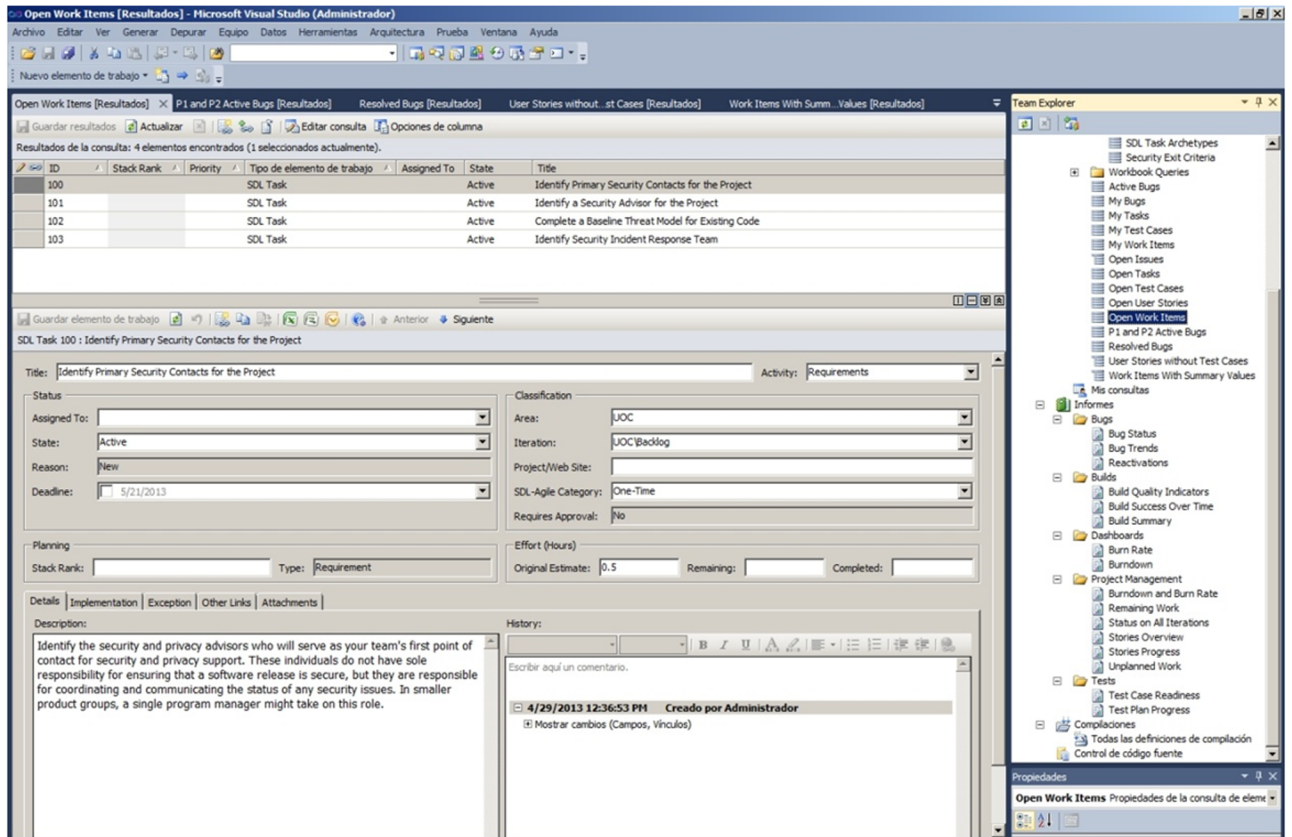 Open Work Items [Resultados] - Microsoft Visual Studio (Administrador)
Archivo Editar Ver Generar Depurar Equipo Datos Herramientas Arquitectura Prueba Ventana Ayuda
Nuevo elemento de trabajo
Open Work Items [Resultados] P1 and P2 Active Bugs [Resultados] Resolved Bugs [Resultados] User Stories without...st Cases [Resultados] Work Items With Summ...Values [Resultados]
Guardar resultados Actualizar Editar consulta Opciones de columna
Resultados de la consulta: 4 elementos encontrados (1 seleccionados actualmente).
ID Stack Rank Priority Tipo de elemento de trabajo Assigned To State Title
100 SDL Task Active Identify Primary Security Contacts for the Project
101 SDL Task Active Identify a Security Advisor for the Project
102 SDL Task Active Complete a Baseline Threat Model for Existing Code
103 SDL Task Active Identify Security Incident Response Team
Guardar elemento de trabajo Anterior Siguiente
SDL Task 100 : Identify Primary Security Contacts for the Project
Title: Identify Primary Security Contacts for the Project Activity: Requirements
Status
Assigned To:
State: Active
Reason: New
Deadline: 5/21/2013
Classification
Area: UOC
Iteration: UOC\Backlog
Project/Web Site:
SDL-Agile Category: One-Time
Requires Approval: No
Planning
Stack Rank: Type: Requirement
Effort (Hours)
Original Estimate: 0.5 Remaining: Completed:
Details Implementation Exception Other Links Attachments
Description:
Identify the security and privacy advisors who will serve as your team's first point of
contact for security and privacy support. These individuals do not have sole
responsibility for ensuring that a software release is secure, but they are responsible
for coordinating and communicating the status of any security issues. In smaller
product groups, a single program manager might take on this role.
History:
B I U A
Escribir aquí un comentario.
4/29/2013 12:36:53 PM Creado por Administrador
Mostrar cambios (Campos, Vínculos)
Team Explorer
SDL Task Archetypes
Security Exit Criteria
Workbook Queries
Active Bugs
My Bugs
My Tasks
My Test Cases
My Work Items
Open Issues
Open Tasks
Open Test Cases
Open User Stories
Open Work Items
P1 and P2 Active Bugs
Resolved Bugs
User Stories without Test Cases
Work Items With Summary Values
Mis consultas
Informes
Bugs
Bug Status
Bug Trends
Reactivations
Builds
Build Quality Indicators
Build Success Over Time
Build Summary
Dashboards
Burn Rate
Burndown
Project Management
Burndown and Burn Rate
Remaining Work
Status on All Iterations
Stories Overview
Stories Progress
Unplanned Work
Tests
Test Case Readiness
Test Plan Progress
Compilaciones
Todas las definiciones de compilación
Control de código fuente
Propiedades
Open Work Items Propiedades de la consulta de eleme